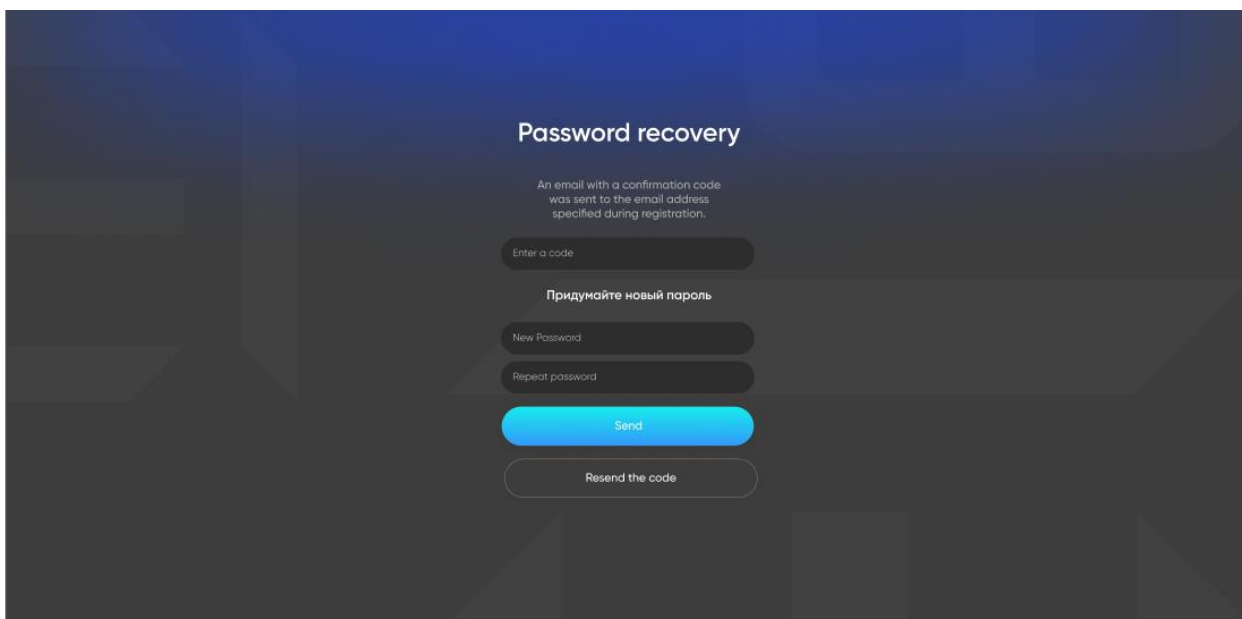 Password recovery
An email with a confirmation code
was sent to the email address
specified during registration.
Enter a code
Придумайте новый пароль
New Password
Repeat password
Send
Resend the code